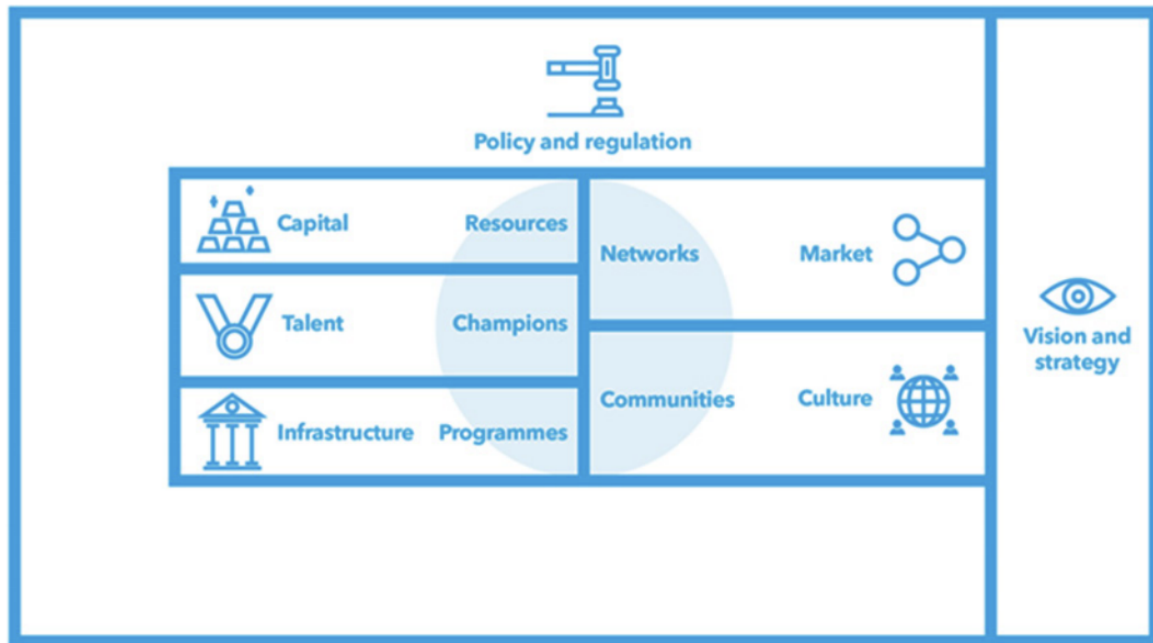 Policy and regulation
Capital
Resources
Talent
Champions
Infrastructure
Programmes
Networks
Market
Communities
Culture
Vision and
strategy